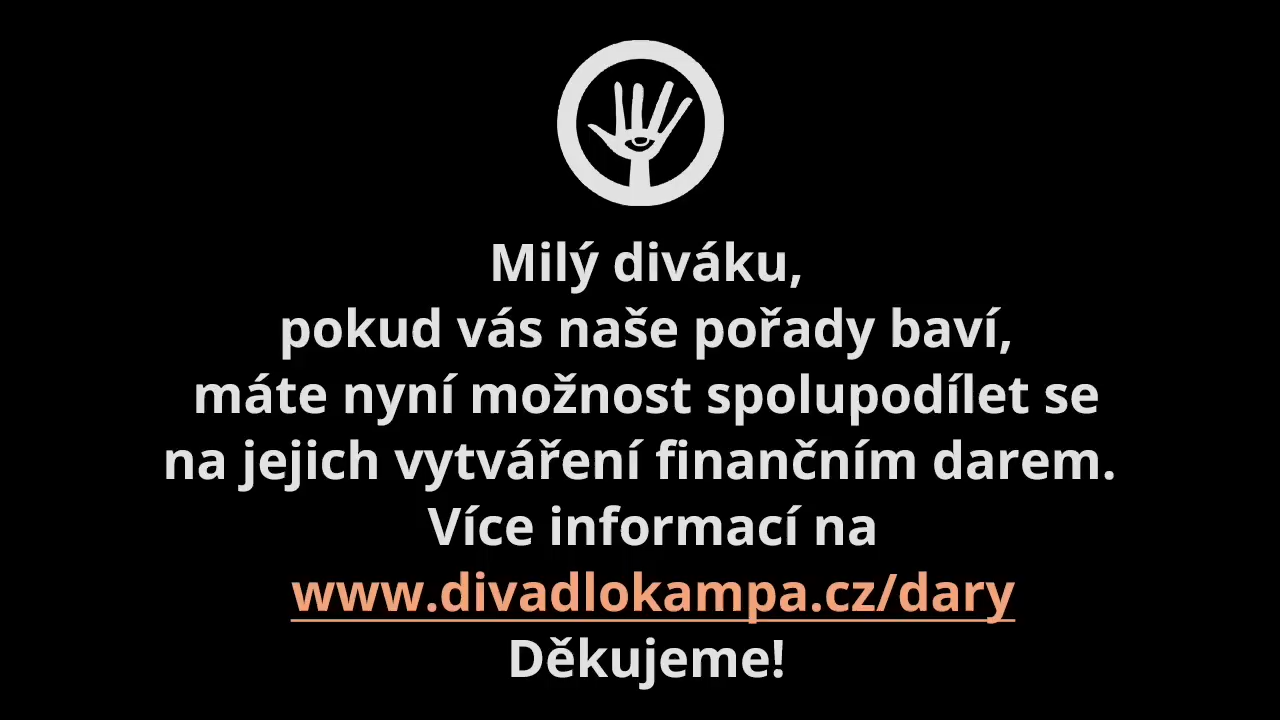 Milý diváku,
pokud vás naše pořady baví,
máte nyní možnost spolupodílet se
na jejich vytváření finančním darem.
Více informací na
www.divadlokampa.cz/dary
Děkujeme!